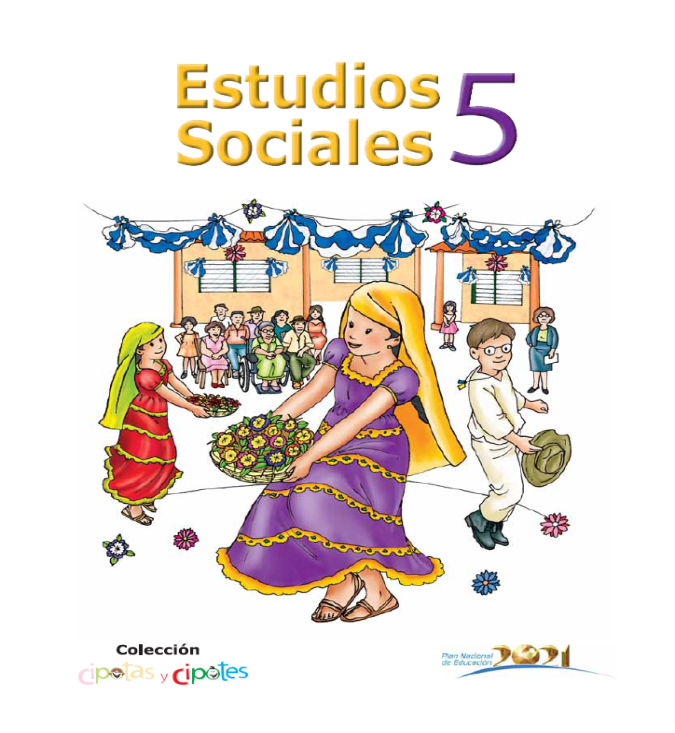 Estudios
Sociales 5
Colección
cipotas y cipotes
Plan Nacional
de Educación 2021